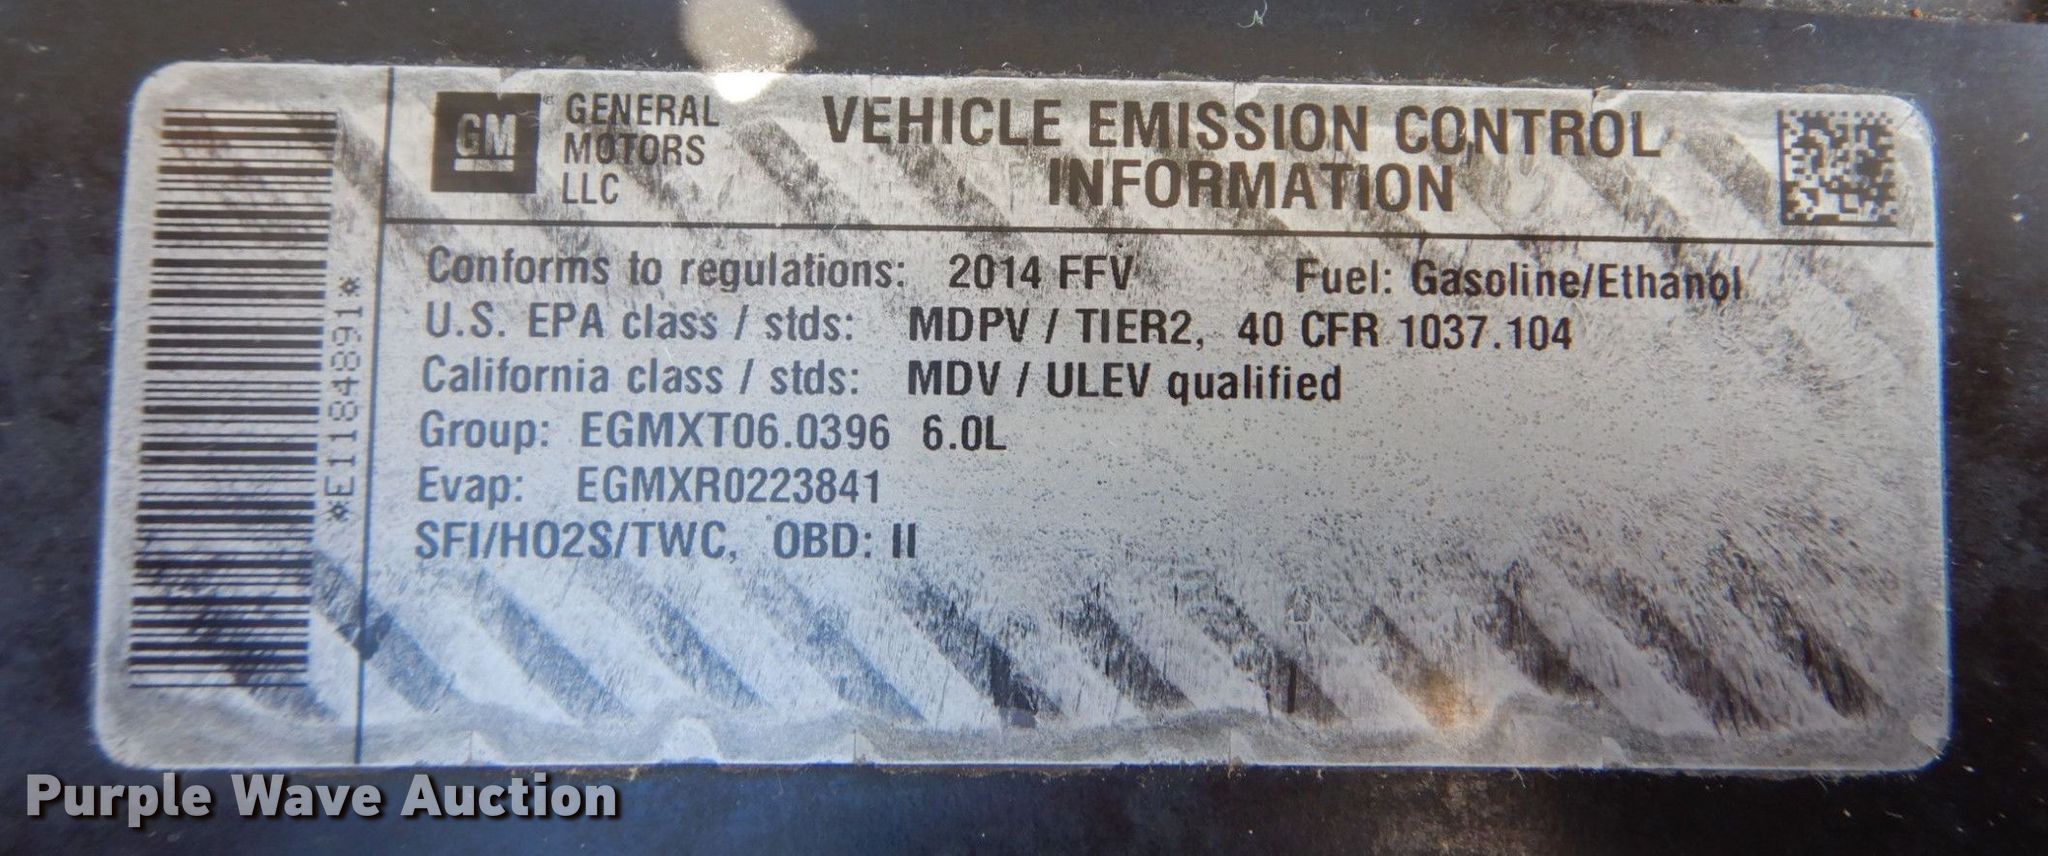 *E1184891*
GM
GENERAL
MOTORS
LLC
VEHICLE EMISSION CONTROL
INFORMATION
Conforms to regulations: 2014 FFV Fuel: Gasoline/Ethanol
U.S. EPA class / stds: MDPV / TIER2, 40 CFR 1037.104
California class / stds: MDV / ULEV qualified
Group: EGMXT06.0396 6.0L
Evap: EGMXR0223841
SFI/HO2S/TWC, OBD: II
Purple Wave Auction